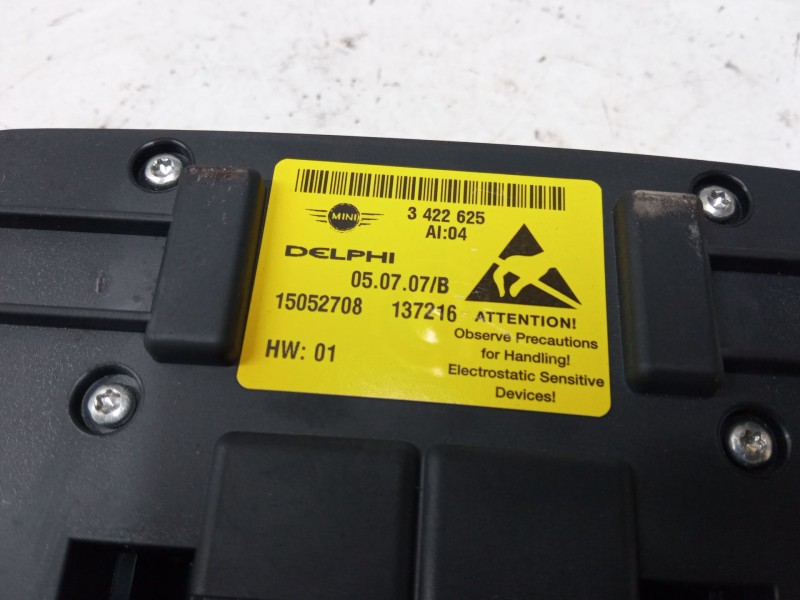 MINI
3 422 625
AI:04
DELPHI
05.07.07/B
15052708 137216
HW: 01
ATTENTION!
Observe Precautions
for Handling!
Electrostatic Sensitive
Devices!